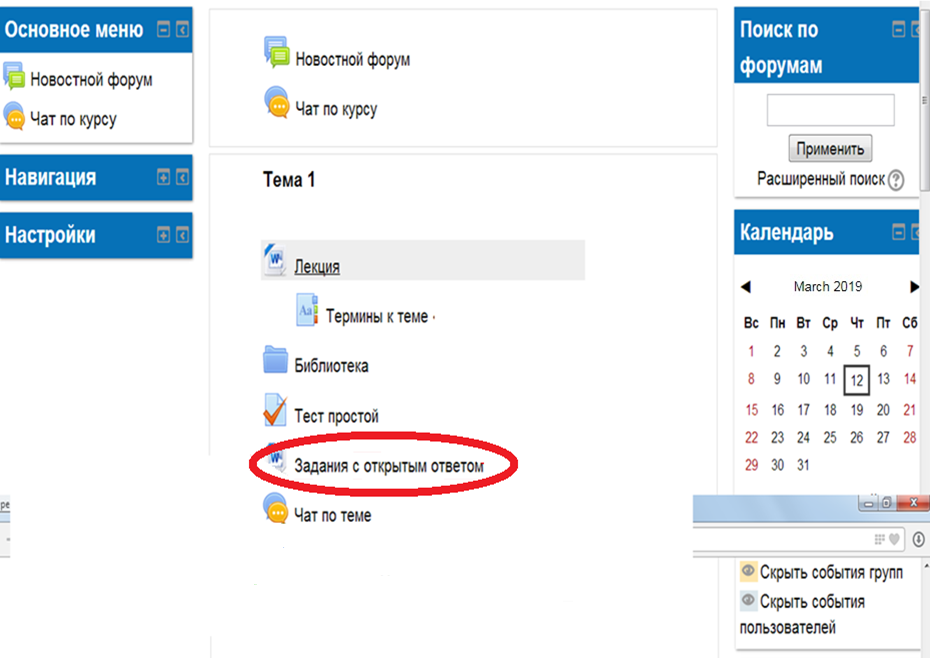 Основное меню
Новостной форум
Чат по курсу
Навигация
Настройки
Новостной форум
Чат по курсу
Тема 1
Лекция
Термины к теме
Библиотека
Тест простой
Задания с открытым ответом
Чат по теме
Поиск по
форумам
Применить
Расширенный поиск
Календарь
March 2019
Вс Пн Вт Ср Чт Пт Сб
1 2 3 4 5 6 7
8 9 10 11 12 13 14
15 16 17 18 19 20 21
22 23 24 25 26 27 28
29 30 31
Скрыть события групп
Скрыть события
пользователей